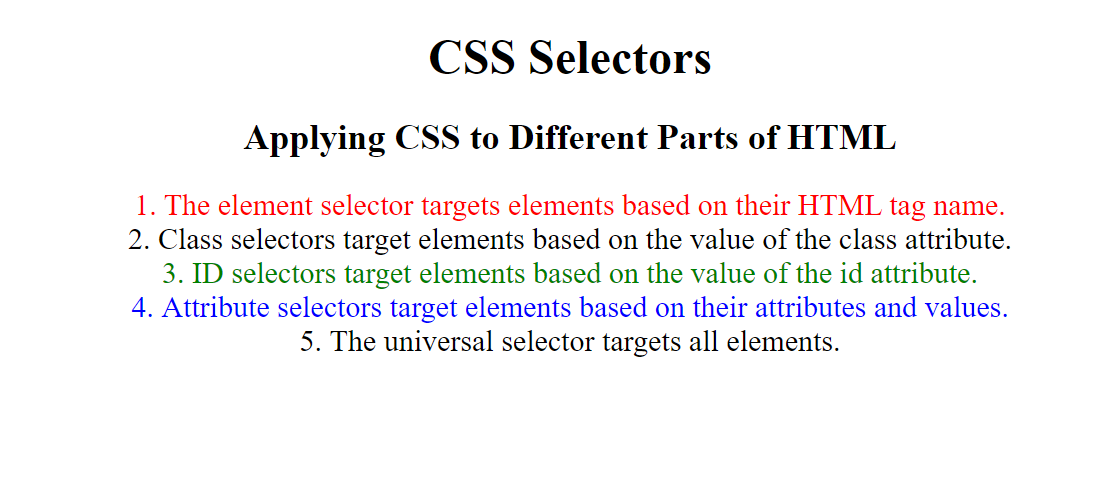 CSS Selectors
Applying CSS to Different Parts of HTML
1. The element selector targets elements based on their HTML tag name.
2. Class selectors target elements based on the value of the class attribute.
3. ID selectors target elements based on the value of the id attribute.
4. Attribute selectors target elements based on their attributes and values.
5. The universal selector targets all elements.